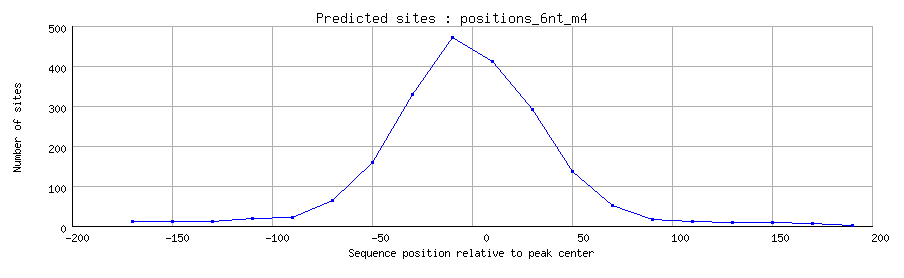 Predicted sites : positions_6nt_m4
500
400
300
200
100
0
Number of sites
-200 -150 -100 -50 0 50 100 150 200
Sequence position relative to peak center